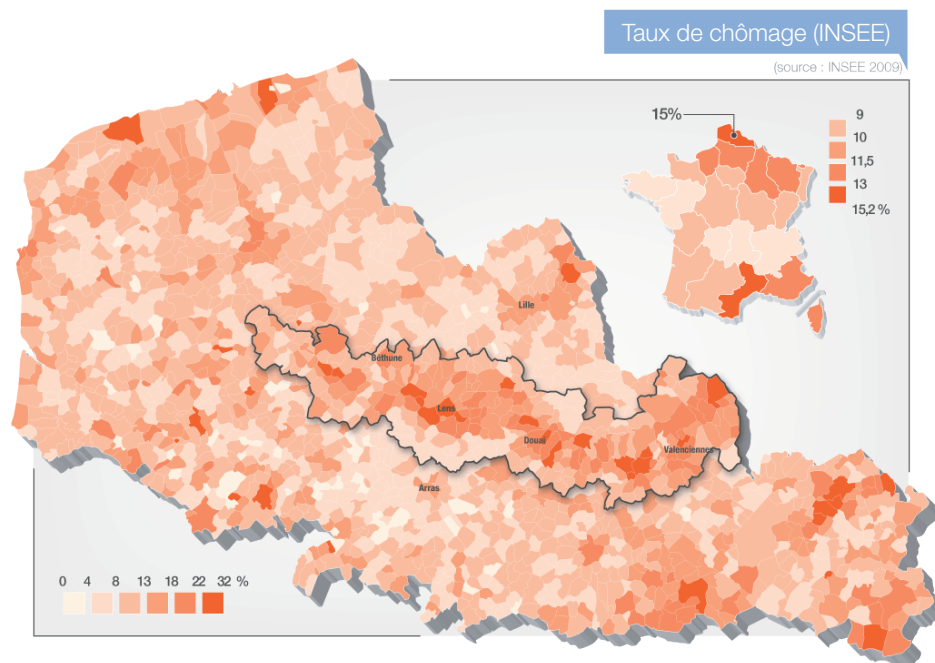 Taux de chômage (INSEE)
(source : INSEE 2009)
15%
9
10
11,5
13
15,2 %
Lille
Béthune
Lens
Douai
Valenciennes
Arras
0 4 8 13 18 22 32 %